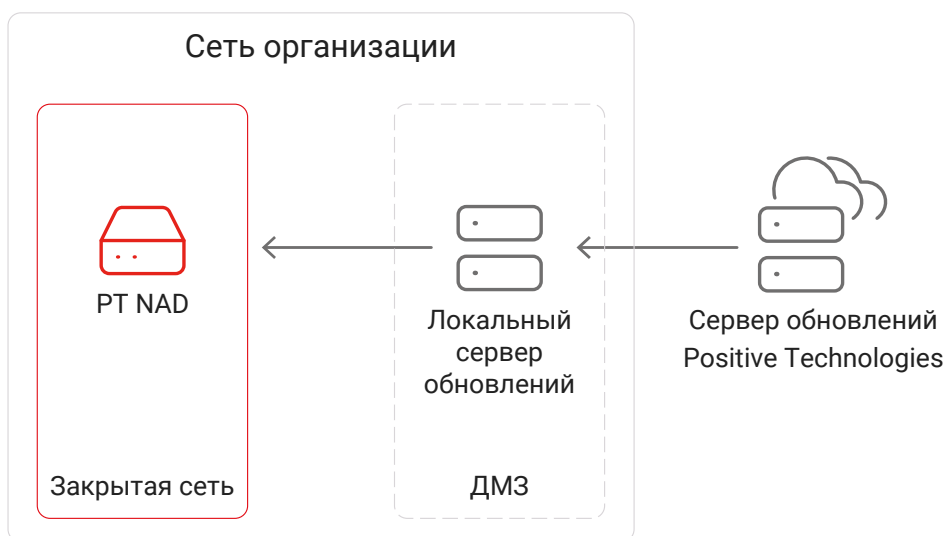 Сеть организации
PT NAD
Локальный
сервер
обновлений
Сервер обновлений
Positive Technologies
Закрытая сеть
ДМЗ